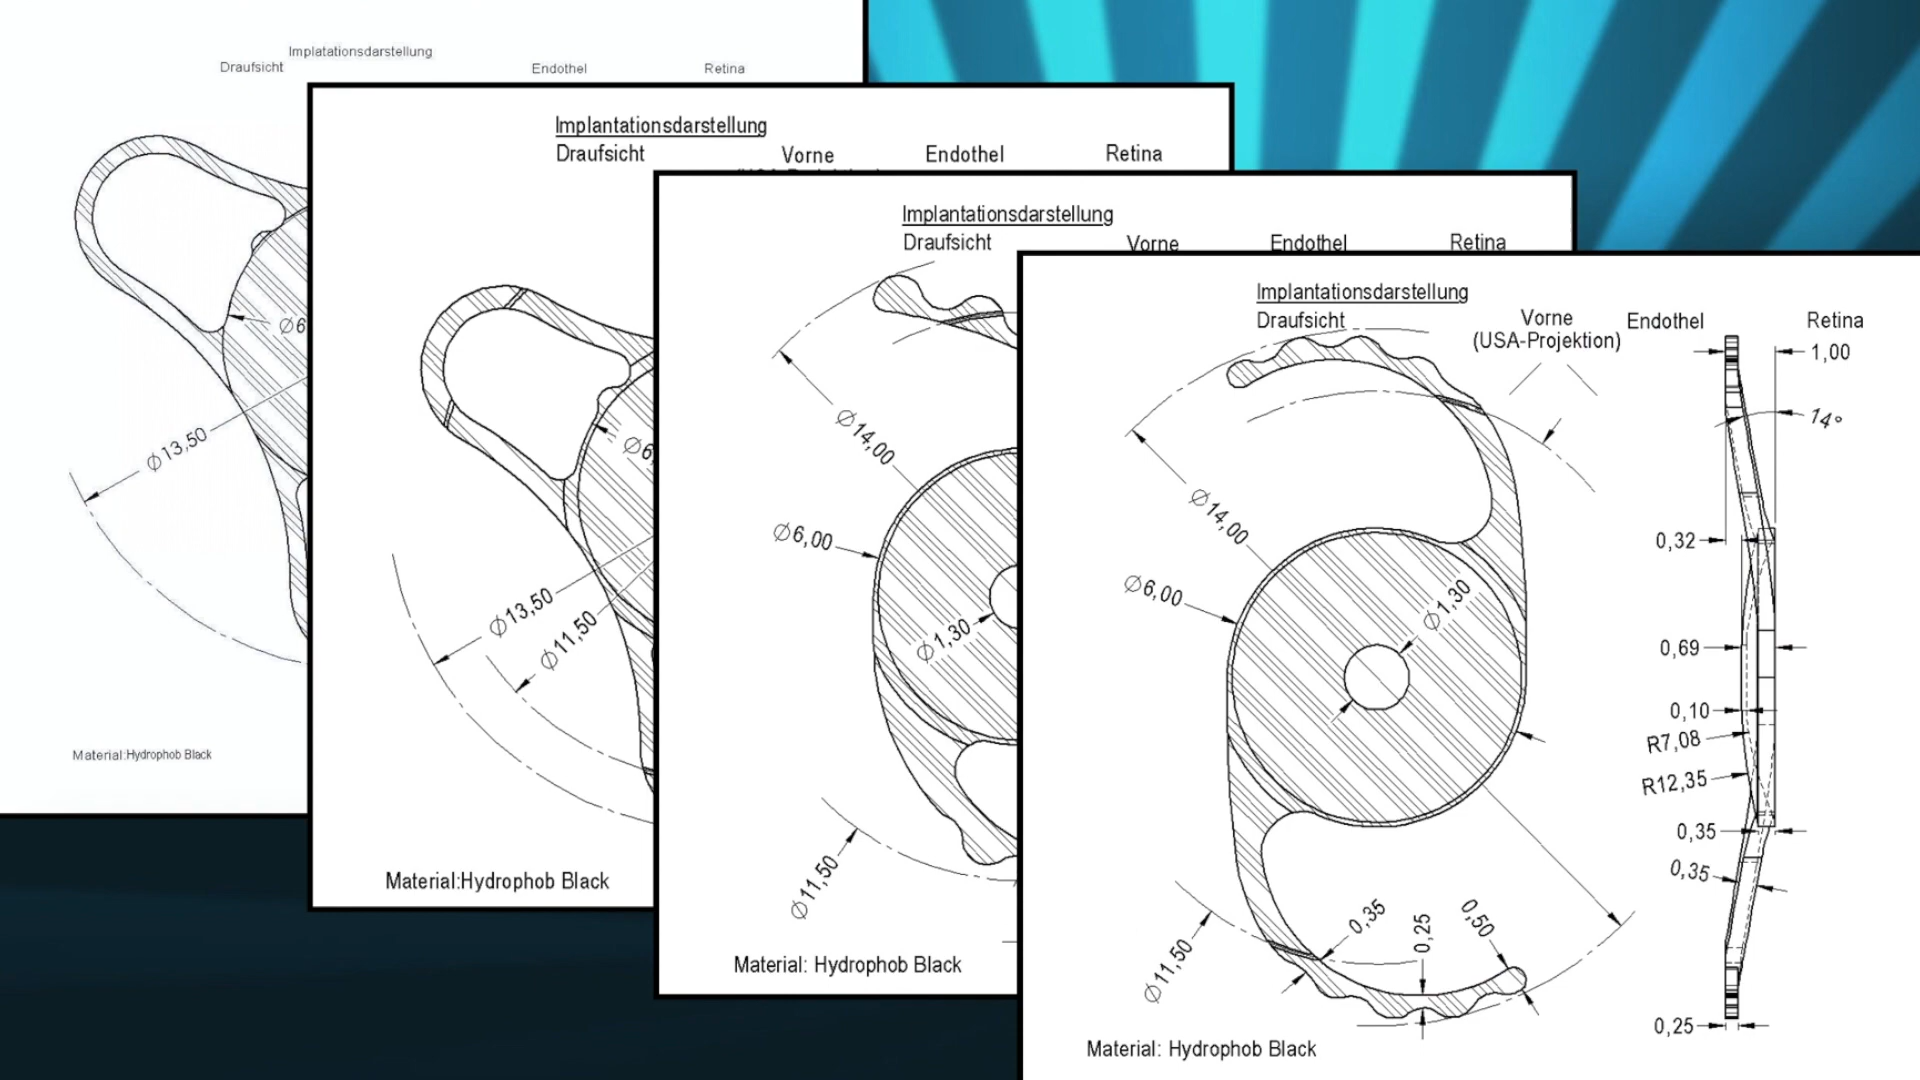 Implatationsdarstellung
Draufsicht
Endothel
Retina
Ø6
Ø13,50
Material:Hydrophob Black
Implantationsdarstellung
Draufsicht
Vorne
Endothel
Retina
Ø6
Ø13,50
Ø11,50
Material:Hydrophob Black
Implantationsdarstellung
Draufsicht
Vorne
Endothel
Retina
Ø14,00
Ø6,00
Ø1,30
Ø11,50
Material: Hydrophob Black
Implantationsdarstellung
Draufsicht
Vorne
(USA-Projektion)
Endothel
Retina
1,00
14°
Ø14,00
0,32
Ø6,00
Ø1,30
0,69
0,10
R7,08
R12,35
0,35
0,35
0,35
0,25
0,50
Ø11,50
0,25
Material: Hydrophob Black